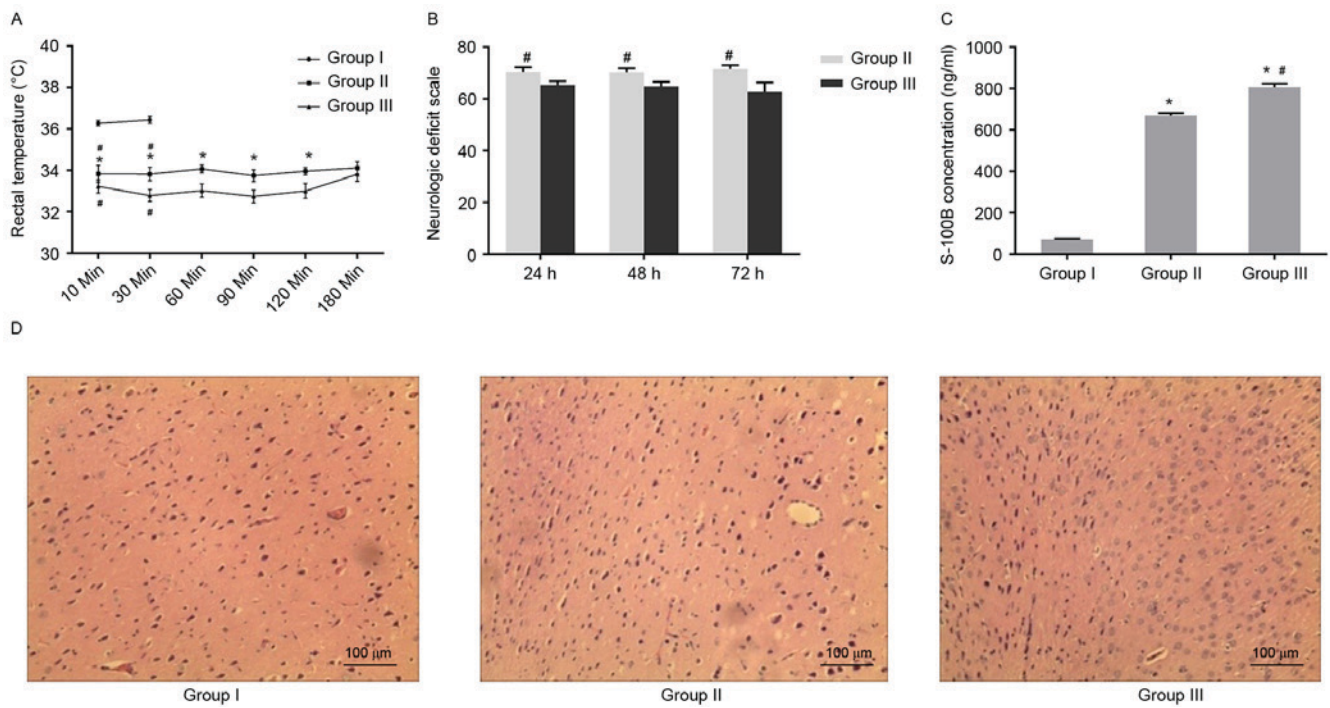 A
Rectal temperature (°C)
40
38
36
34
32
30
Group I
Group II
Group III
#
*
#
*
*
*
*
#
#
10 Min
30 Min
60 Min
90 Min
120 Min
180 Min
B
Neurologic deficit scale
80
60
40
20
0
#
#
#
Group II
Group III
24 h
48 h
72 h
C
S-100B concentration (ng/ml)
1000
800
600
400
200
0
*
* #
Group I
Group II
Group III
D
100 μm
100 μm
100 μm
Group I
Group II
Group III